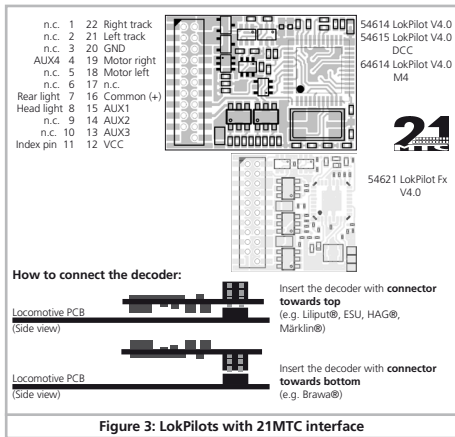 n.c. 1 22 Right track
n.c. 2 21 Left track
n.c. 3 20 GND
AUX4 4 19 Motor right
n.c. 5 18 Motor left
n.c. 6 17 n.c.
Rear light 7 16 Common (+)
Head light 8 15 AUX1
n.c. 9 14 AUX2
n.c. 10 13 AUX3
Index pin 11 12 VCC
54614 LokPilot V4.0
54615 LokPilot V4.0
DCC
64614 LokPilot V4.0
M4
21
MTC
54621 LokPilot Fx
V4.0
How to connect the decoder:
Locomotive PCB
(Side view)
Insert the decoder with connector
towards top
(e.g. Liliput®, ESU, HAG®,
Märklin®)
Locomotive PCB
(Side view)
Insert the decoder with connector
towards bottom
(e.g. Brawa®)
Figure 3: LokPilots with 21MTC interface